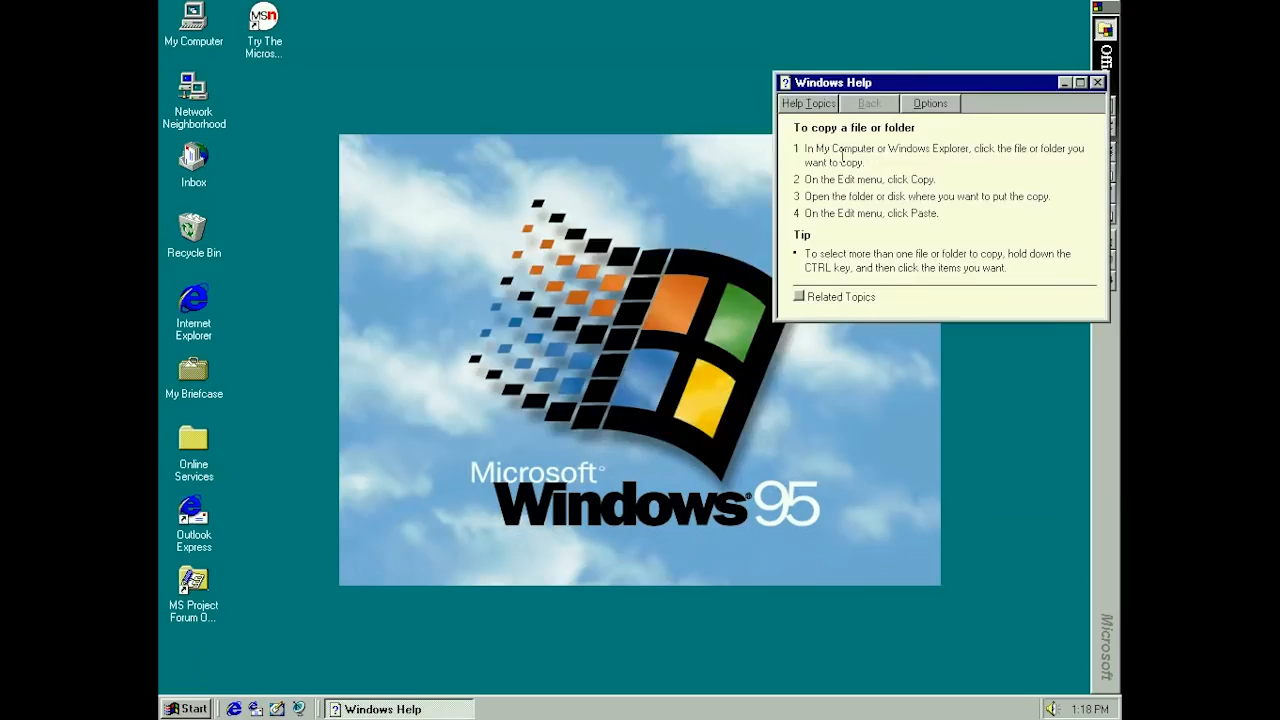 My Computer
MSN
Try The
Micros...
Network
Neighborhood
Inbox
Recycle Bin
Internet
Explorer
My Briefcase
Online
Services
Outlook
Express
MS Project
Forum O...
Windows Help
Help Topics
Back
Options
To copy a file or folder
1 In My Computer or Windows Explorer, click the file or folder you
want to copy.
2 On the Edit menu, click Copy.
3 Open the folder or disk where you want to put the copy.
4 On the Edit menu, click Paste.
Tip
• To select more than one file or folder to copy, hold down the
CTRL key, and then click the items you want.
Related Topics
Microsoft®
Windows® 95
Microsoft
Start
Windows Help
1:18 PM